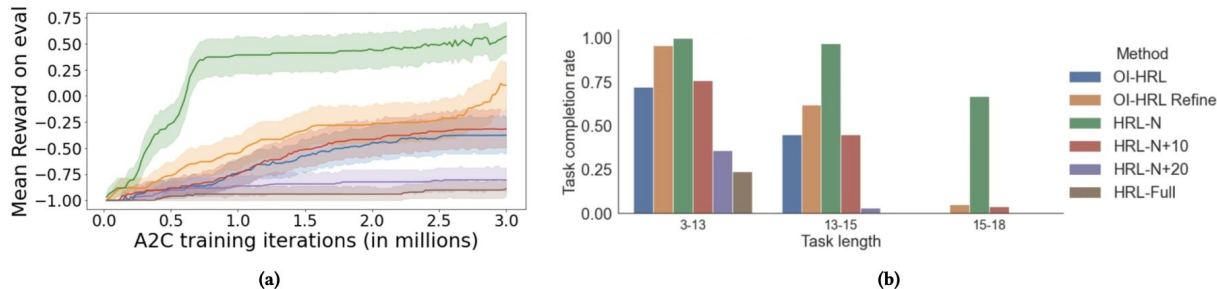 0.75
0.50
0.25
0.00
−0.25
−0.50
−0.75
−1.00
Mean Reward on eval
0.0 0.5 1.0 1.5 2.0 2.5 3.0
A2C training iterations (in millions)
(a)
1.00
0.75
0.50
0.25
0.00
Task completion rate
3-13 13-15 15-18
Task length
Method
OI-HRL
OI-HRL Refine
HRL-N
HRL-N+10
HRL-N+20
HRL-Full
(b)